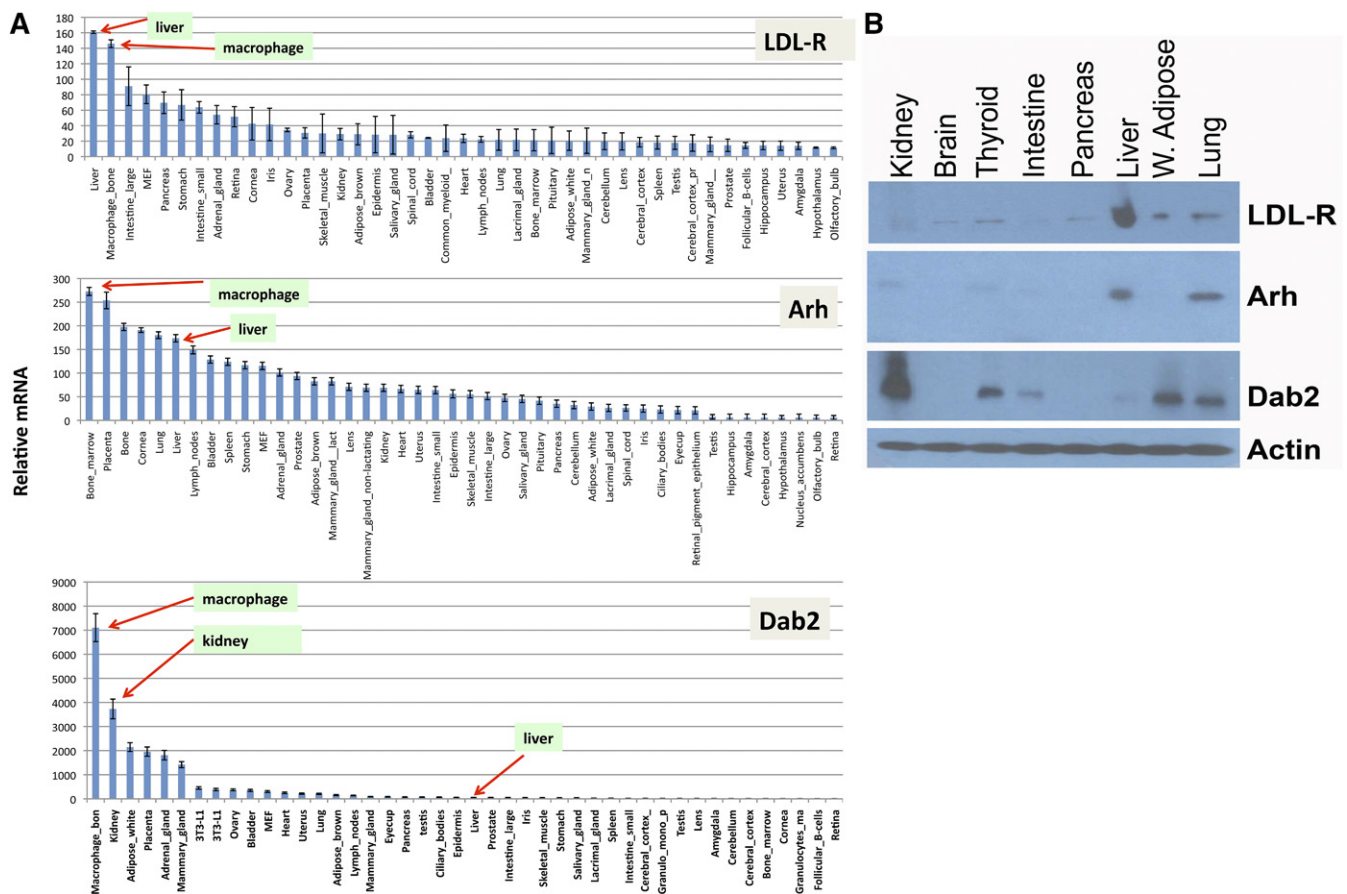 A
LDL-R
liver
macrophage
180
160
140
120
100
80
60
40
20
0
Liver
Macrophage_bone
Intestine_large
MEF
Pancreas
Stomach
Intestine_small
Adrenal_gland
Retina
Cornea
Iris
Ovary
Placenta
Skeletal_muscle
Kidney
Adipose_brown
Epidermis
Salivary_gland
Spinal_cord
Bladder
Common_myeloid_
Heart
Lymph_nodes
Lung
Lacrimal_gland
Bone_marrow
Pituitary
Adipose_white
Mammary_gland_n
Cerebellum
Lens
Cerebral_cortex
Spleen
Testis
Cerebral_cortex_pr
Mammary_gland__
Prostate
Follicular_B-cells
Hippocampus
Uterus
Amygdala
Hypothalamus
Olfactory_bulb
Relative mRNA
Arh
macrophage
liver
300
250
200
150
100
50
0
Bone_marrow
Placenta
Bone
Cornea
Lung
Liver
Lymph_nodes
Bladder
Spleen
Stomach
MEF
Adrenal_gland
Prostate
Adipose_brown
Mammary_gland__lact
Lens
Mammary_gland_non-lactating
Kidney
Heart
Uterus
Intestine_small
Epidermis
Skeletal_muscle
Intestine_large
Ovary
Salivary_gland
Pituitary
Pancreas
Cerebellum
Adipose_white
Lacrimal_gland
Spinal_cord
Iris
Ciliary_bodies
Eyecup
Retinal_pigment_epithelium
Testis
Hippocampus
Amygdala
Cerebral_cortex
Hypothalamus
Nucleus_accumbens
Olfactory_bulb
Retina
Dab2
macrophage
kidney
liver
9000
8000
7000
6000
5000
4000
3000
2000
1000
0
Macrophage_bon
Kidney
Adipose_white
Placenta
Adrenal_gland
Mammary_gland
3T3-L1
3T3-L1
Ovary
Bladder
MEF
Heart
Uterus
Lung
Adipose_brown
Lymph_nodes
Mammary_gland
Eyecup
Pancreas
testis
Ciliary_bodies
Epidermis
Liver
Prostate
Intestine_large
Iris
Skeletal_muscle
Stomach
Salivary_gland
Lacrimal_gland
Spleen
Intestine_small
Cerebral_cortex_
Granulo_mono_p
Testis
Lens
Amygdala
Cerebellum
Cerebral_cortex
Bone_marrow
Cornea
Granulocytes_ma
Follicular_B-cells
Retina
B
Kidney
Brain
Thyroid
Intestine
Pancreas
Liver
W. Adipose
Lung
LDL-R
Arh
Dab2
Actin